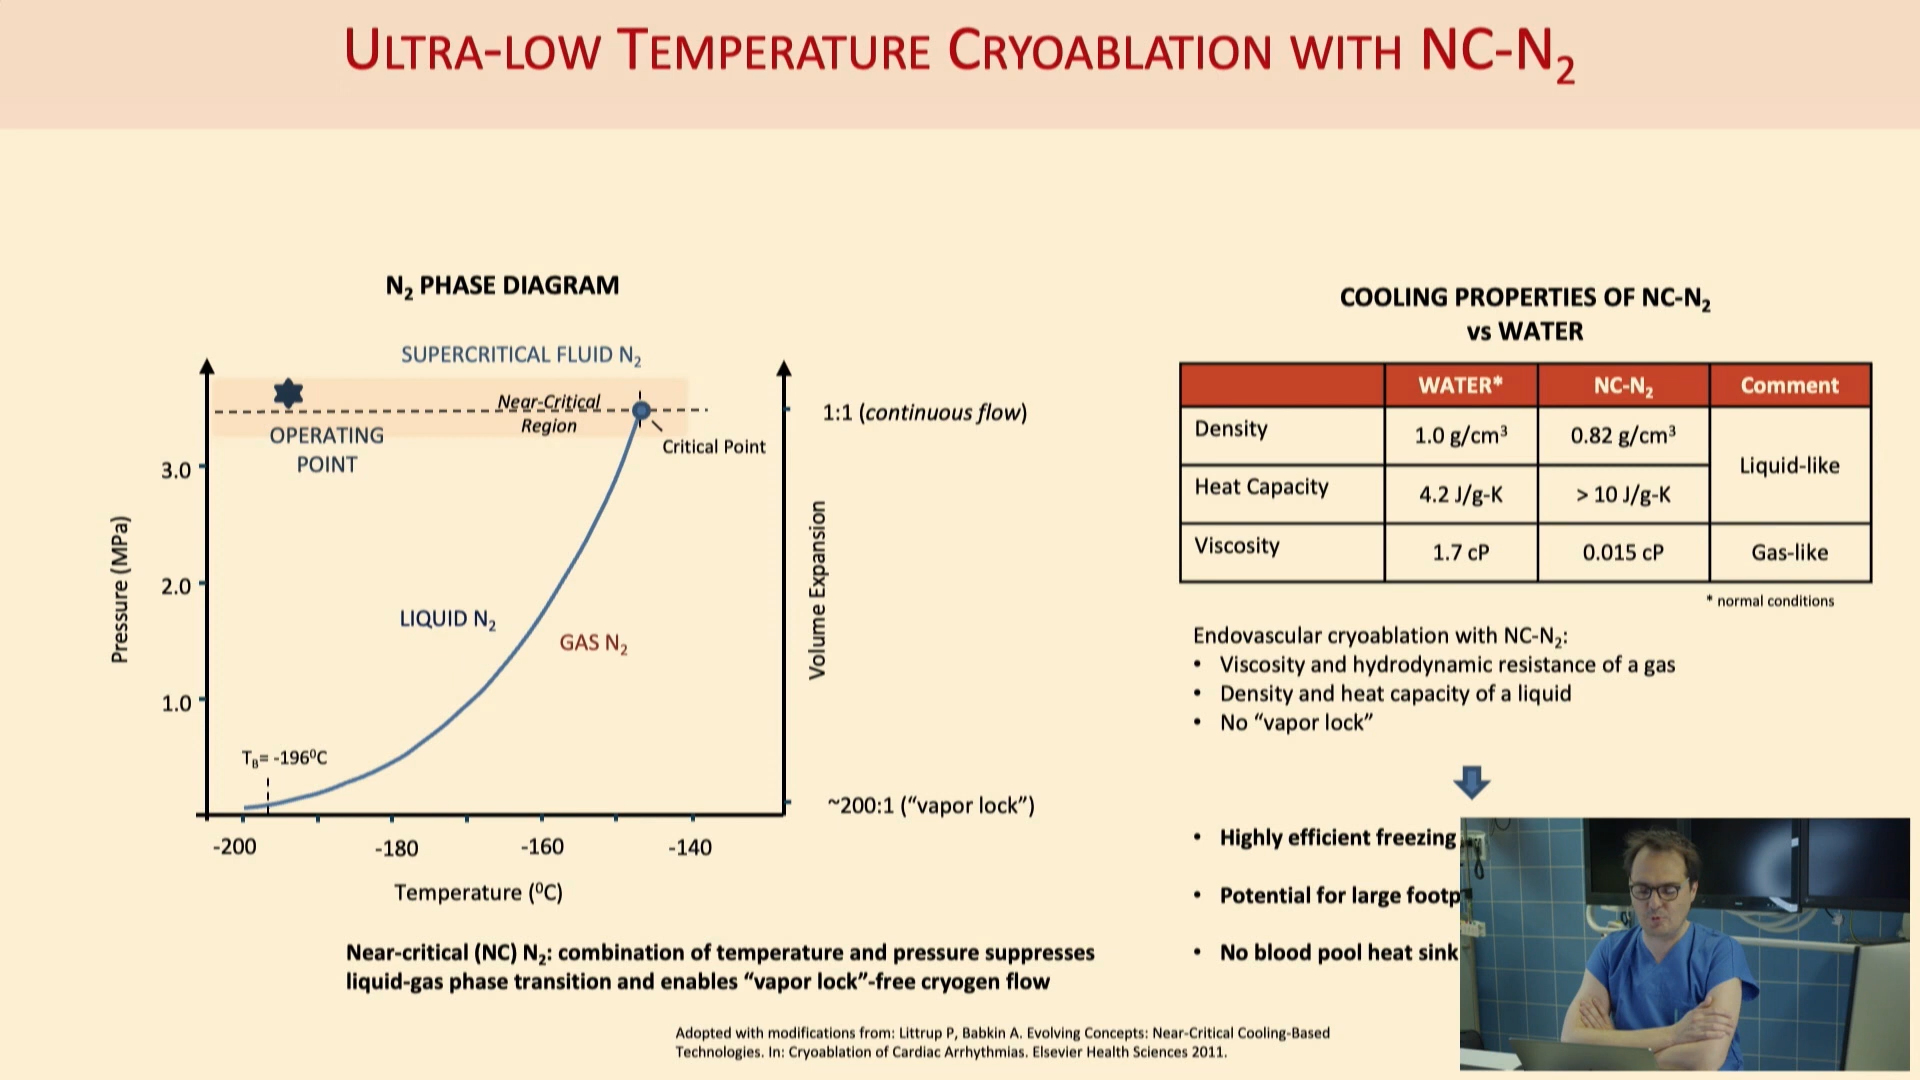 ULTRA-LOW TEMPERATURE CRYOABLATION WITH NC-N₂
N₂ PHASE DIAGRAM
SUPERCRITICAL FLUID N₂
Near-Critical
Region
OPERATING
POINT
Critical Point
3.0
2.0
1.0
Pressure (MPa)
LIQUID N₂
GAS N₂
T_B= -196⁰C
-200
-180
-160
-140
Temperature (⁰C)
Volume Expansion
1:1 (continuous flow)
~200:1 (“vapor lock”)
Near-critical (NC) N₂: combination of temperature and pressure suppresses
liquid-gas phase transition and enables “vapor lock”-free cryogen flow
COOLING PROPERTIES OF NC-N₂
vs WATER
WATER* NC-N₂ Comment
Density 1.0 g/cm³ 0.82 g/cm³ Liquid-like
Heat Capacity 4.2 J/g-K > 10 J/g-K
Viscosity 1.7 cP 0.015 cP Gas-like
* normal conditions
Endovascular cryoablation with NC-N₂:
• Viscosity and hydrodynamic resistance of a gas
• Density and heat capacity of a liquid
• No “vapor lock”
• Highly efficient freezing
• Potential for large footp
• No blood pool heat sink
Adopted with modifications from: Littrup P, Babkin A. Evolving Concepts: Near-Critical Cooling-Based
Technologies. In: Cryoablation of Cardiac Arrhythmias. Elsevier Health Sciences 2011.